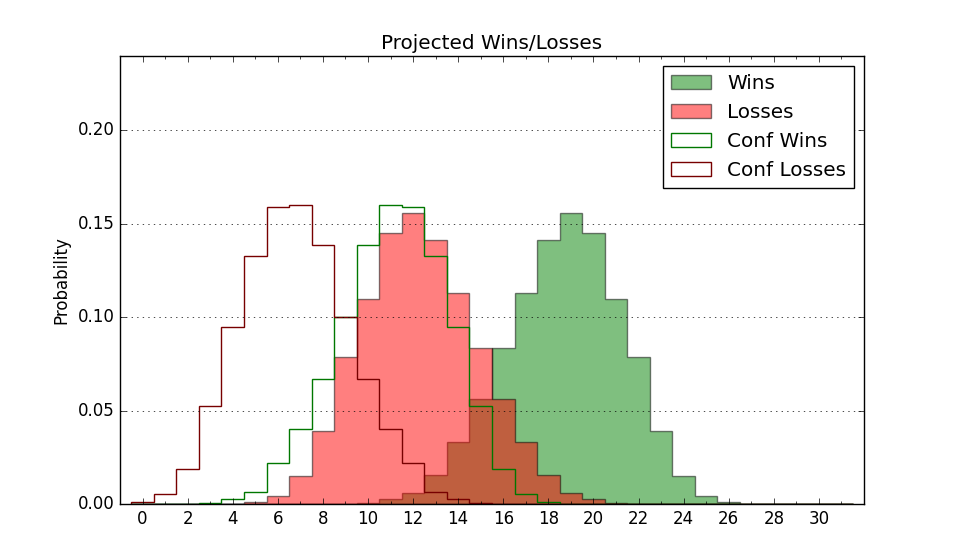 Projected Wins/Losses
Wins
Losses
Conf Wins
Conf Losses
Probability
0.20
0.15
0.10
0.05
0.00
0 2 4 6 8 10 12 14 16 18 20 22 24 26 28 30